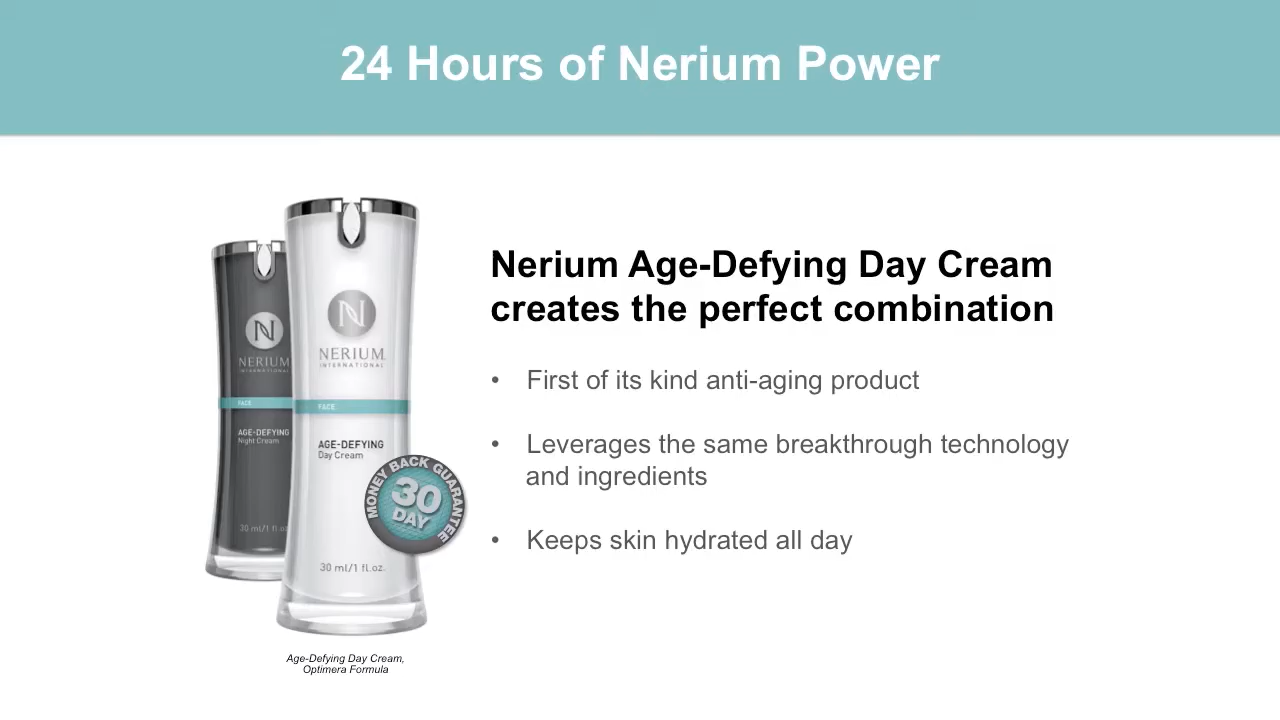 24 Hours of Nerium Power
Nerium Age-Defying Day Cream
creates the perfect combination
• First of its kind anti-aging product
• Leverages the same breakthrough technology
and ingredients
• Keeps skin hydrated all day
N
NERIUM
INTERNATIONAL
FACE
AGE-DEFYING
Night Cream
30 ml/1 fl.oz
N
NERIUM
INTERNATIONAL
FACE
AGE-DEFYING
Day Cream
30 ml/1 fl.oz.
MONEY BACK GUARANTEE
30
DAY
Age-Defying Day Cream,
Optimera Formula